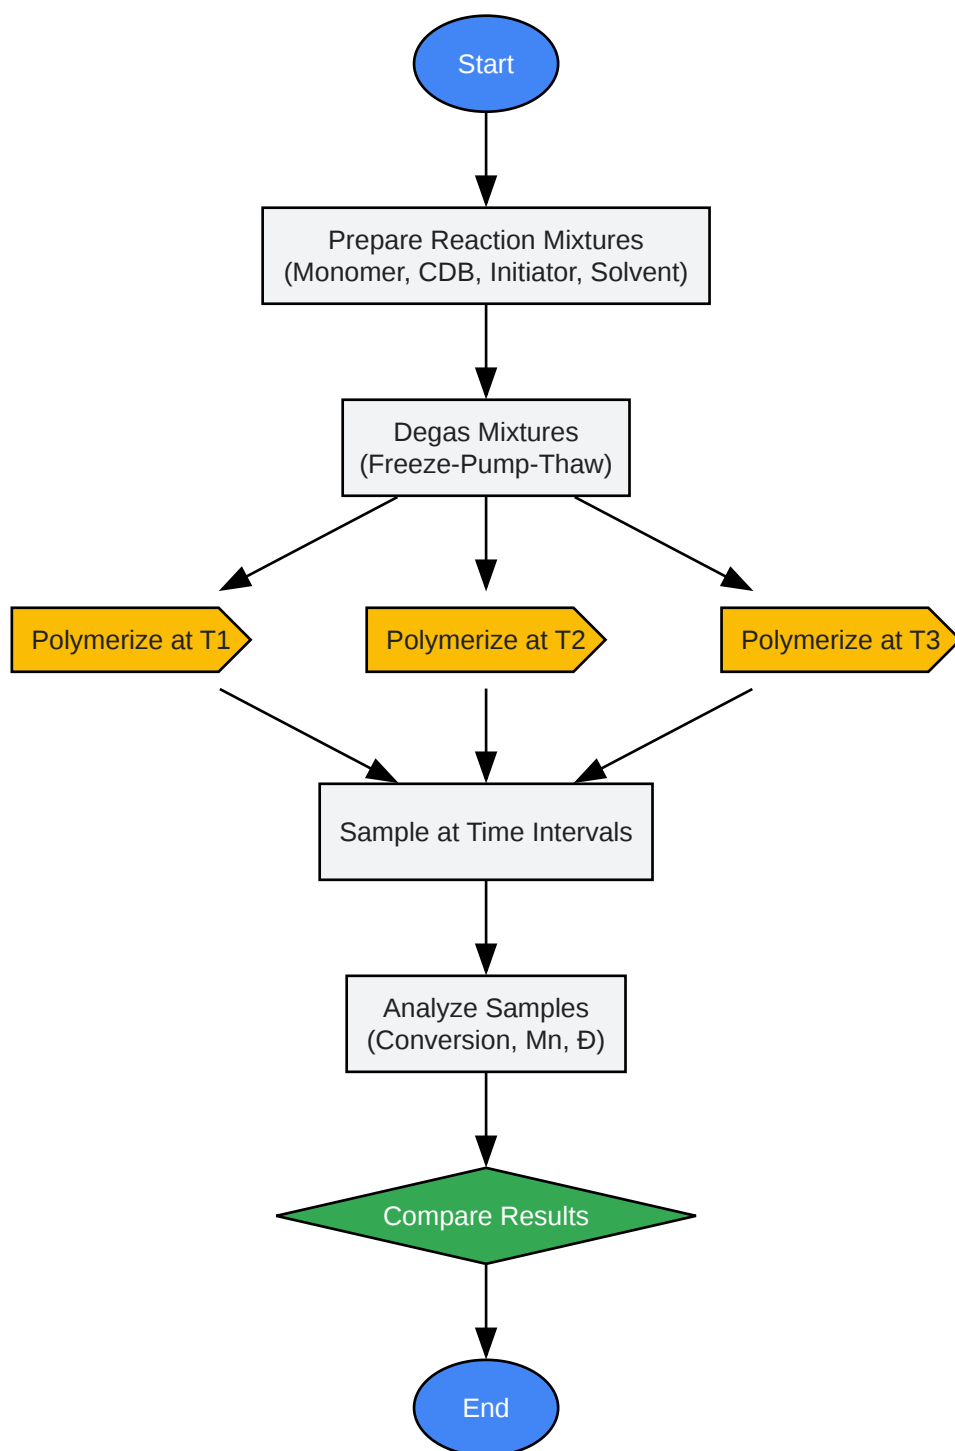 Start
Prepare Reaction Mixtures
(Monomer, CDB, Initiator, Solvent)
Degas Mixtures
(Freeze-Pump-Thaw)
Polymerize at T1
Polymerize at T2
Polymerize at T3
Sample at Time Intervals
Analyze Samples
(Conversion, Mn, Đ)
Compare Results
End